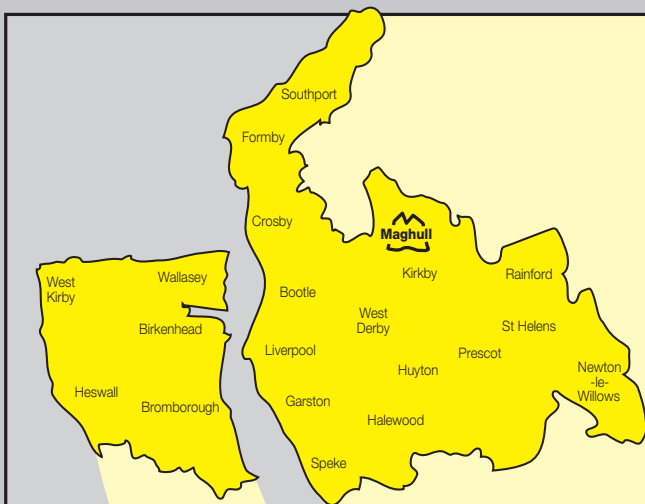 Southport
Formby
Crosby
Maghull
Kirkby
Rainford
West
Kirby
Wallasey
Bootle
West
Derby
Birkenhead
St Helens
Liverpool
Prescot
Huyton
Newton
-le-
Willows
Heswall
Bromborough
Garston
Halewood
Speke